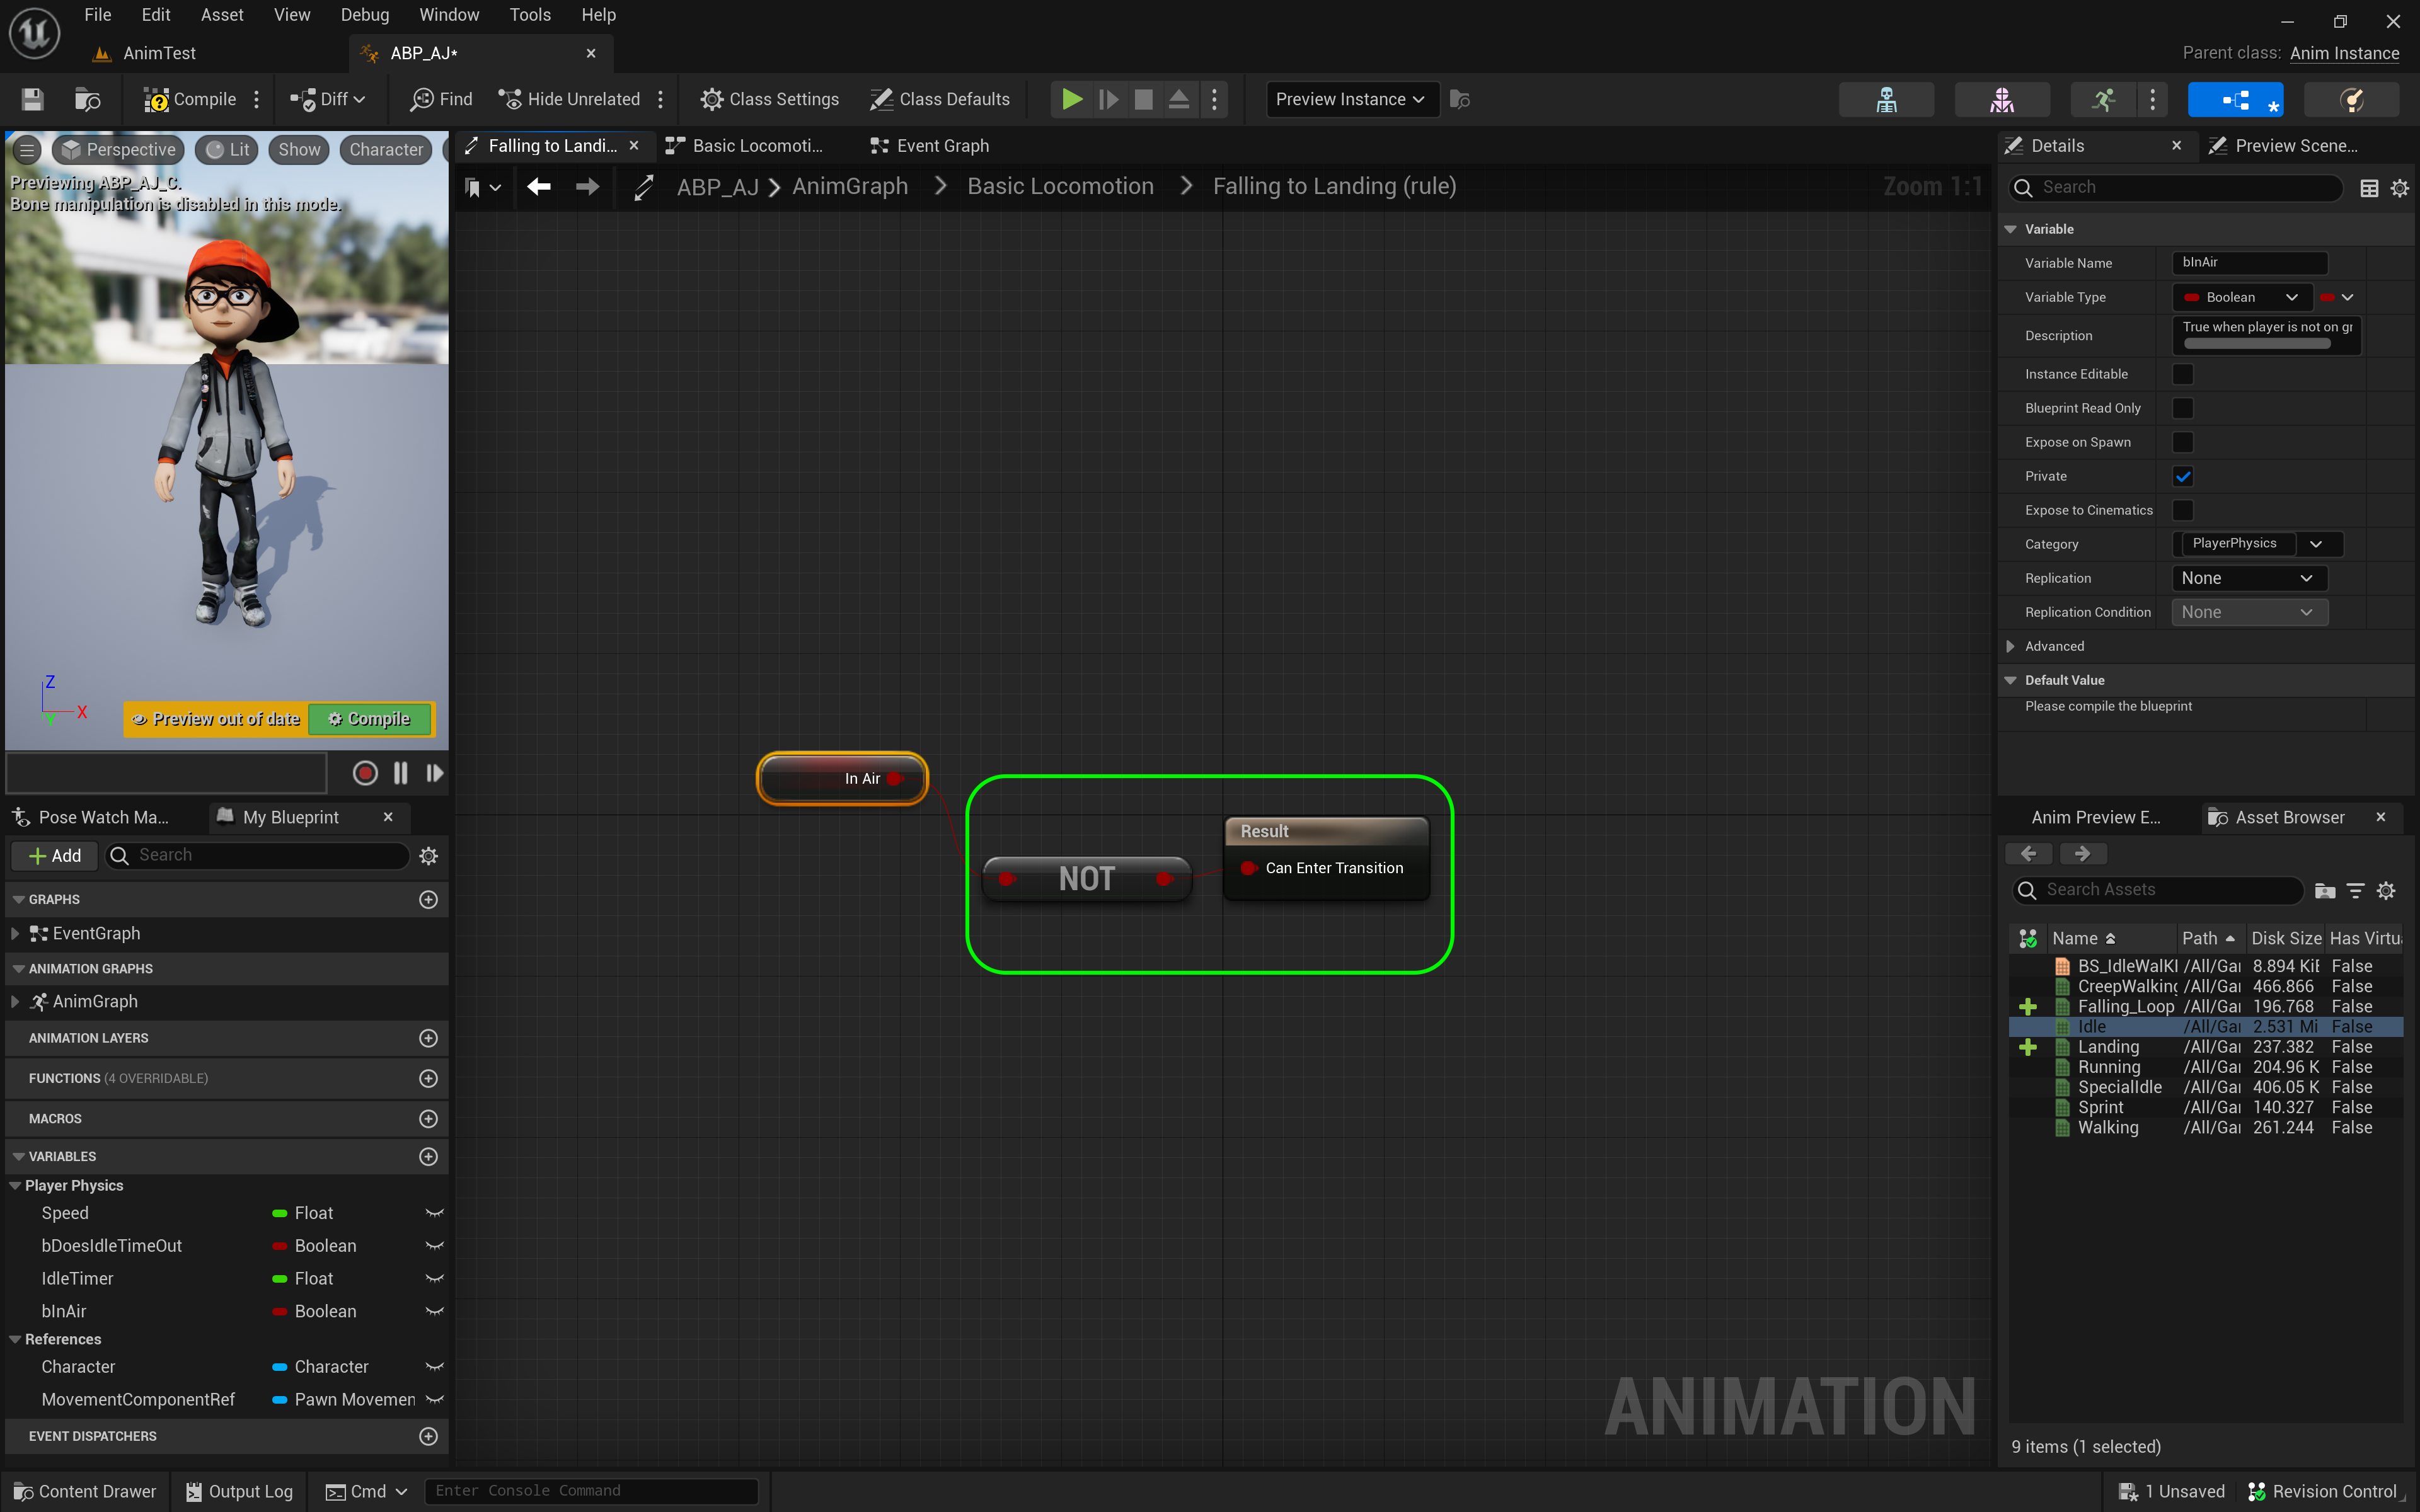 File Edit Asset View Debug Window Tools Help
AnimTest
ABP_AJ*
Parent class: Anim Instance
Compile
Diff
Find
Hide Unrelated
Class Settings
Class Defaults
Preview Instance
Perspective Lit Show Character
Previewing ABP_AJ_C.
Bone manipulation is disabled in this mode.
Z
X
Y
Preview out of date
Compile
Pose Watch Ma...
My Blueprint
Add
Search
GRAPHS
EventGraph
ANIMATION GRAPHS
AnimGraph
ANIMATION LAYERS
FUNCTIONS (4 OVERRIDABLE)
MACROS
VARIABLES
Player Physics
Speed Float
bDoesIdleTimeOut Boolean
IdleTimer Float
bInAir Boolean
References
Character Character
MovementComponentRef Pawn Movemen
EVENT DISPATCHERS
Falling to Landi...
Basic Locomoti...
Event Graph
ABP_AJ > AnimGraph > Basic Locomotion > Falling to Landing (rule)
Zoom 1:1
In Air
NOT
Result
Can Enter Transition
ANIMATION
Details
Preview Scene...
Search
Variable
Variable Name bInAir
Variable Type Boolean
Description True when player is not on gr
Instance Editable
Blueprint Read Only
Expose on Spawn
Private
Expose to Cinematics
Category PlayerPhysics
Replication None
Replication Condition None
Advanced
Default Value
Please compile the blueprint
Anim Preview E...
Asset Browser
Search Assets
Name Path Disk Size Has Virtu
BS_IdleWalKI /All/Gai 8.894 KiE False
CreepWalking /All/Gai 466.866 False
Falling_Loop /All/Gai 196.768 False
Idle /All/Gai 2.531 Mi False
Landing /All/Gai 237.382 False
Running /All/Gai 204.96 K False
SpecialIdle /All/Gai 406.05 K False
Sprint /All/Gai 140.327 False
Walking /All/Gai 261.244 False
9 items (1 selected)
Content Drawer
Output Log
Cmd
Enter Console Command
1 Unsaved
Revision Control